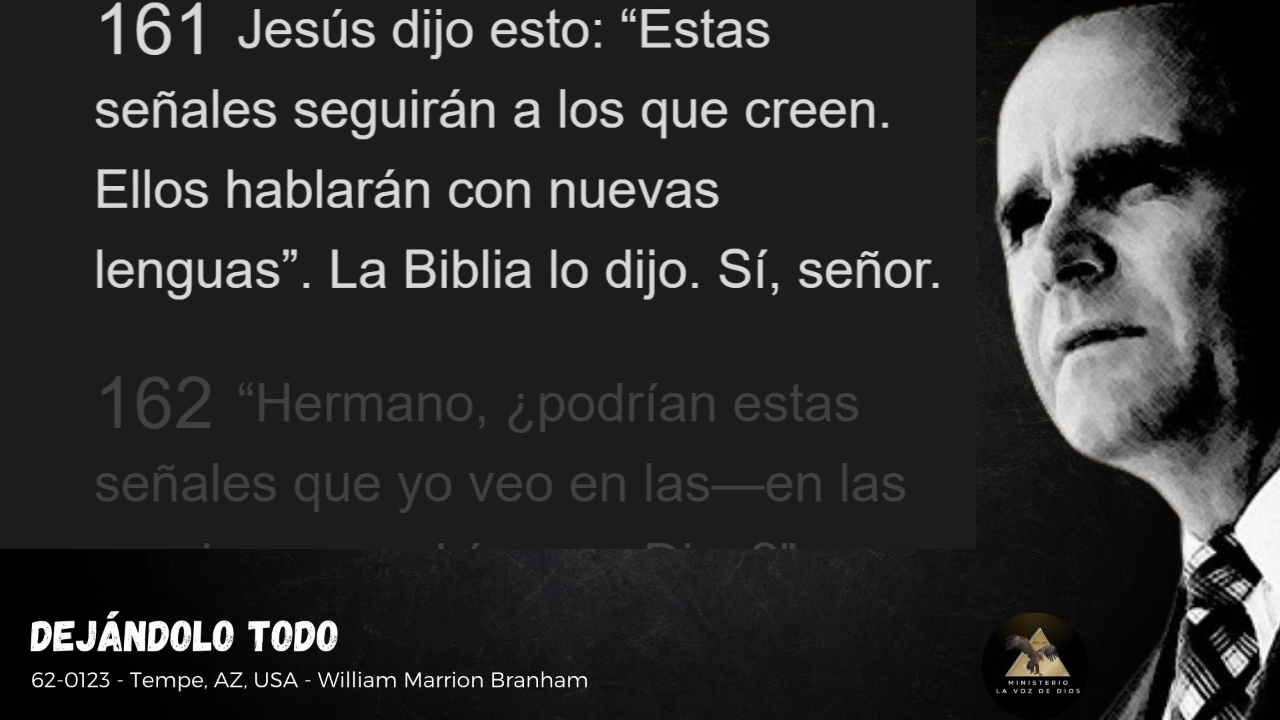 161 Jesús dijo esto: “Estas
señales seguirán a los que creen.
Ellos hablarán con nuevas
lenguas”. La Biblia lo dijo. Sí, señor.
162 “Hermano, ¿podrían estas
señales que yo veo en las—en las
DEJÁNDOLO TODO
62-0123 - Tempe, AZ, USA - William Marrion Branham
MINISTERIO
LA VOZ DE DIOS